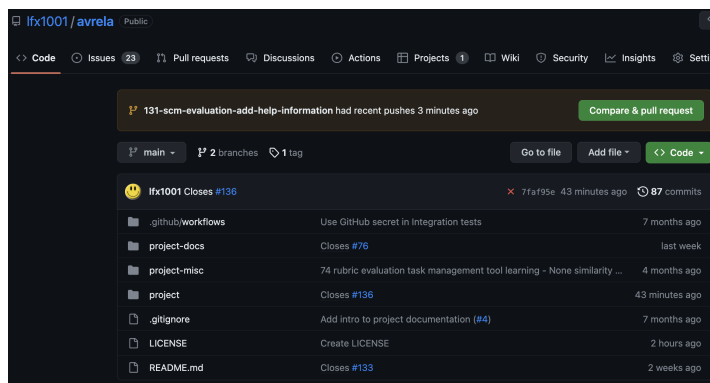 lfx1001 / avrela Public
Code Issues 23 Pull requests Discussions Actions Projects 1 Wiki Security Insights
131-scm-evaluation-add-help-information had recent pushes 3 minutes ago Compare & pull request
main 2 branches 1 tag Go to file Add file Code
lfx1001 Closes #136 7faf95e 43 minutes ago 87 commits
.github/workflows Use GitHub secret in Integration tests 7 months ago
project-docs Closes #76 last week
project-misc 74 rubric evaluation task management tool learning - None similarity ... 4 months ago
project Closes #136 43 minutes ago
.gitignore Add intro to project documentation (#4) 7 months ago
LICENSE Create LICENSE 2 hours ago
README.md Closes #133 2 weeks ago